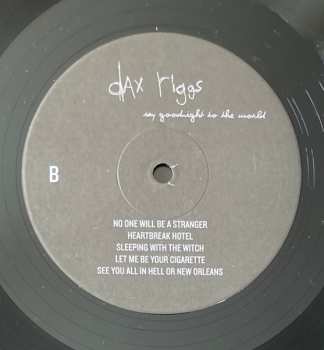 dAx rIggs
say goodnight to the world
B
NO ONE WILL BE A STRANGER
HEARTBREAK HOTEL
SLEEPING WITH THE WITCH
LET ME BE YOUR CIGARETTE
SEE YOU ALL IN HELL OR NEW ORLEANS